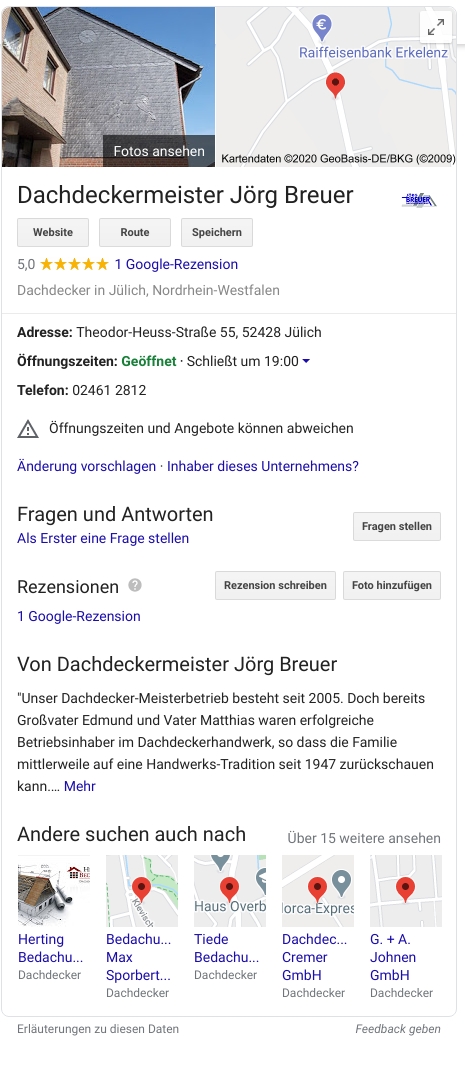 Raiffeisenbank Erkelenz
Fotos ansehen
Kartendaten ©2020 GeoBasis-DE/BKG (©2009)
Dachdeckermeister Jörg Breuer
BREUER
Website
Route
Speichern
5,0 ★★★★★ 1 Google-Rezension
Dachdecker in Jülich, Nordrhein-Westfalen
Adresse: Theodor-Heuss-Straße 55, 52428 Jülich
Öffnungszeiten: Geöffnet · Schließt um 19:00
Telefon: 02461 2812
Öffnungszeiten und Angebote können abweichen
Änderung vorschlagen · Inhaber dieses Unternehmens?
Fragen und Antworten
Als Erster eine Frage stellen
Fragen stellen
Rezensionen ?
Rezension schreiben
Foto hinzufügen
1 Google-Rezension
Von Dachdeckermeister Jörg Breuer
"Unser Dachdecker-Meisterbetrieb besteht seit 2005. Doch bereits
Großvater Edmund und Vater Matthias waren erfolgreiche
Betriebsinhaber im Dachdeckerhandwerk, so dass die Familie
mittlerweile auf eine Handwerks-Tradition seit 1947 zurückschauen
kann.… Mehr
Andere suchen auch nach
Über 15 weitere ansehen
Haus Overb
lorca-Expres
Herting
Bedachu...
Dachdecker
Bedachu...
Max
Sporbert...
Dachdecker
Tiede
Bedachu...
Dachdecker
Dachdec...
Cremer
GmbH
Dachdecker
G. + A.
Johnen
GmbH
Dachdecker
Erläuterungen zu diesen Daten
Feedback geben